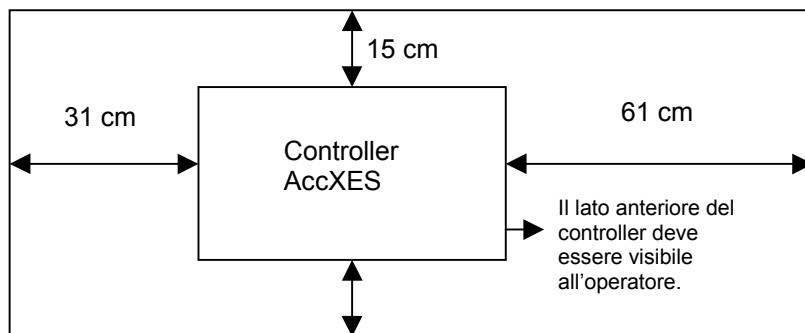 15 cm
31 cm
61 cm
Controller
AccXES
Il lato anteriore del
controller deve
essere visibile
all'operatore.